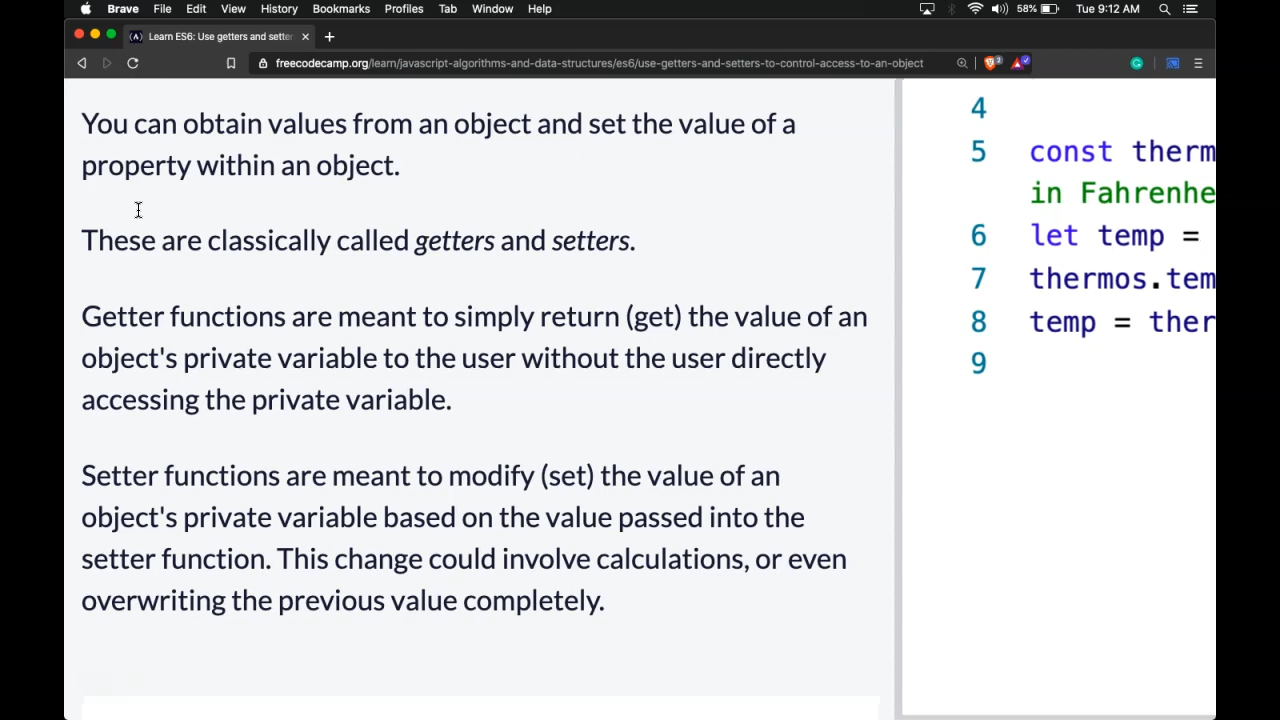 Brave File Edit View History Bookmarks Profiles Tab Window Help 58% Tue 9:12 AM
Learn ES6: Use getters and setter
freecodecamp.org/learn/javascript-algorithms-and-data-structures/es6/use-getters-and-setters-to-control-access-to-an-object 3
You can obtain values from an object and set the value of a
property within an object.
These are classically called getters and setters.
Getter functions are meant to simply return (get) the value of an
object's private variable to the user without the user directly
accessing the private variable.
Setter functions are meant to modify (set) the value of an
object's private variable based on the value passed into the
setter function. This change could involve calculations, or even
overwriting the previous value completely.
4
5 const therm
in Fahrenhe
6 let temp =
7 thermos.tem
8 temp = ther
9